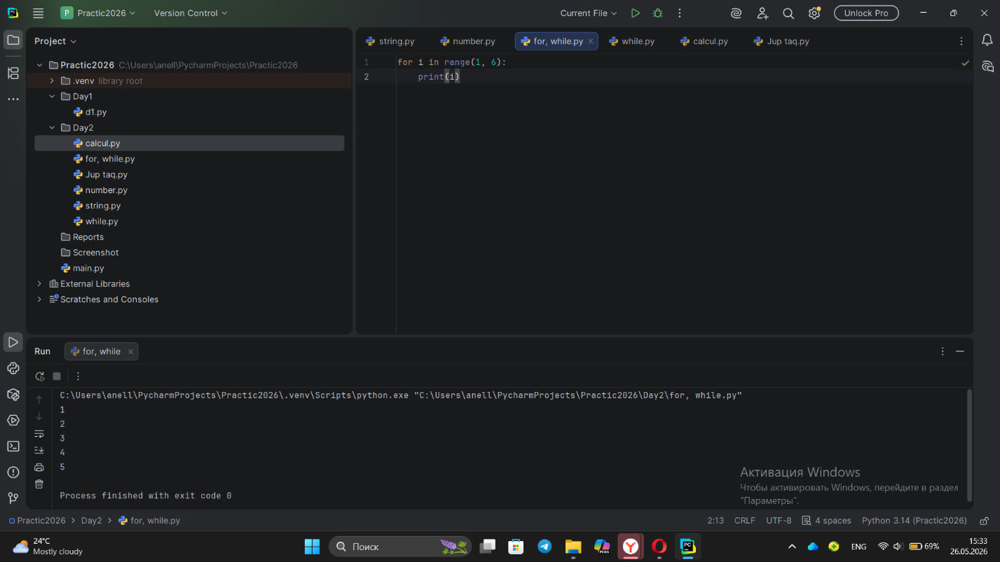 PC
P Practic2026
Version Control
Current File
Unlock Pro
Project
string.py
number.py
for, while.py
while.py
calcul.py
Jup taq.py
Practic2026 C:\Users\anell\PycharmProjects\Practic2026
.venv library root
Day1
d1.py
Day2
calcul.py
for, while.py
Jup taq.py
number.py
string.py
while.py
Reports
Screenshot
main.py
External Libraries
Scratches and Consoles
1 for i in range(1, 6):
2 print(i)
Run
for, while
C:\Users\anell\PycharmProjects\Practic2026\.venv\Scripts\python.exe "C:\Users\anell\PycharmProjects\Practic2026\Day2\for, while.py"
1
2
3
4
5
Process finished with exit code 0
Активация Windows
Чтобы активировать Windows, перейдите в раздел
"Параметры".
Practic2026 > Day2 > for, while.py
2:13 CRLF UTF-8 4 spaces Python 3.14 (Practic2026)
24°C
Mostly cloudy
Поиск
M365
PC
ENG
69%
15:33
26.05.2026